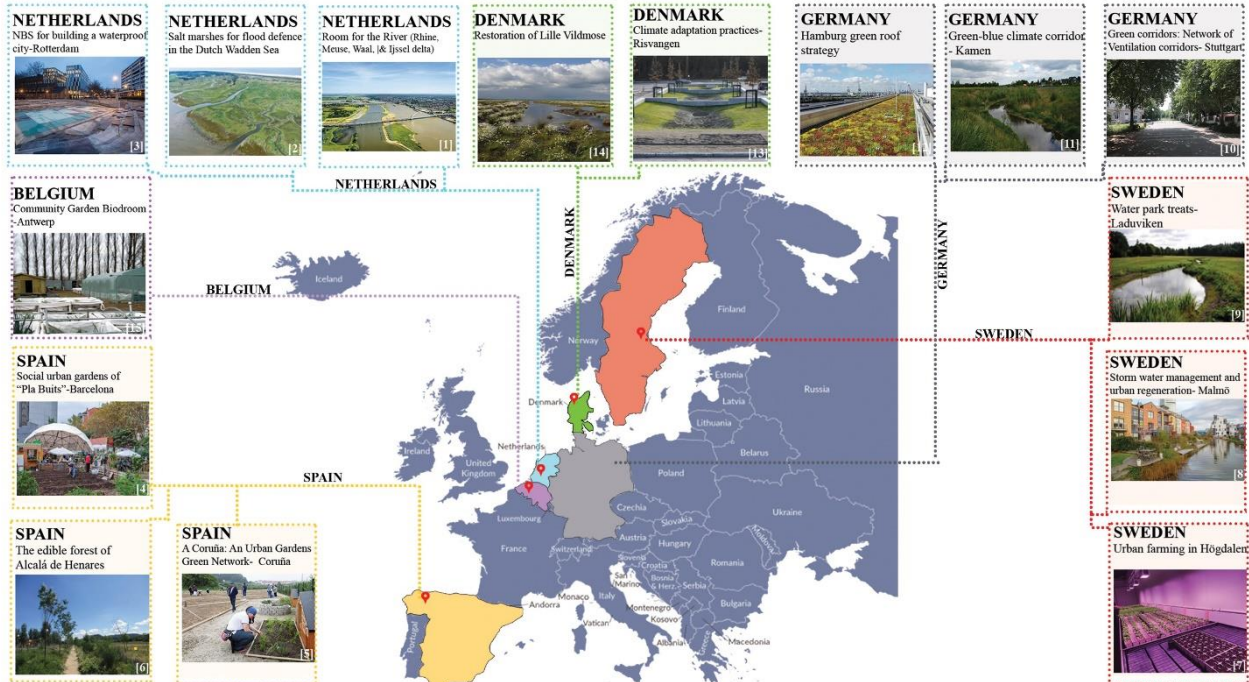 NETHERLANDS
NBS for building a waterproof
city-Rotterdam
[3]
NETHERLANDS
Salt marshes for flood defence
in the Dutch Wadden Sea
[2]
NETHERLANDS
Room for the River (Rhine,
Meuse, Waal, |& Ijssel delta)
[1]
DENMARK
Restoration of Lille Vildmose
[14]
DENMARK
Climate adaptation practices-
Risvangen
[13]
GERMANY
Hamburg green roof
strategy
GERMANY
Green-blue climate corridor
- Kamen
[11]
GERMANY
Green corridors: Network of
Ventilation corridors- Stuttgart
[10]
NETHERLANDS
DENMARK
GERMANY
BELGIUM
Community Garden Biodroom
-Antwerp
[15]
BELGIUM
SWEDEN
Water park treats-
Laduviken
[9]
SWEDEN
SWEDEN
Storm water management and
urban regeneration- Malmö
[8]
SWEDEN
Urban farming in Högdalen
[7]
SPAIN
Social urban gardens of
“Pla Buits”-Barcelona
[4]
SPAIN
SPAIN
The edible forest of
Alcalá de Henares
[6]
SPAIN
A Coruña: An Urban Gardens
Green Network- Coruña
[5]
Iceland
Norway
Finland
Russia
Estonia
Latvia
Lithuania
Denmark
Netherlands
Ireland
United
Kingdom
Belarus
Poland
Luxembourg
Czechia
Ukraine
Slovakia
France
Switzerland
Austria
Hungary
Moldova
Slovenia
Croatia
Romania
San
Marino
Bosnia
& Herz.
Serbia
Monaco
Italy
Andorra
Montenegro
Bulgaria
Vatican
Kosovo
Portugal
Albania
Greece
Macedonia